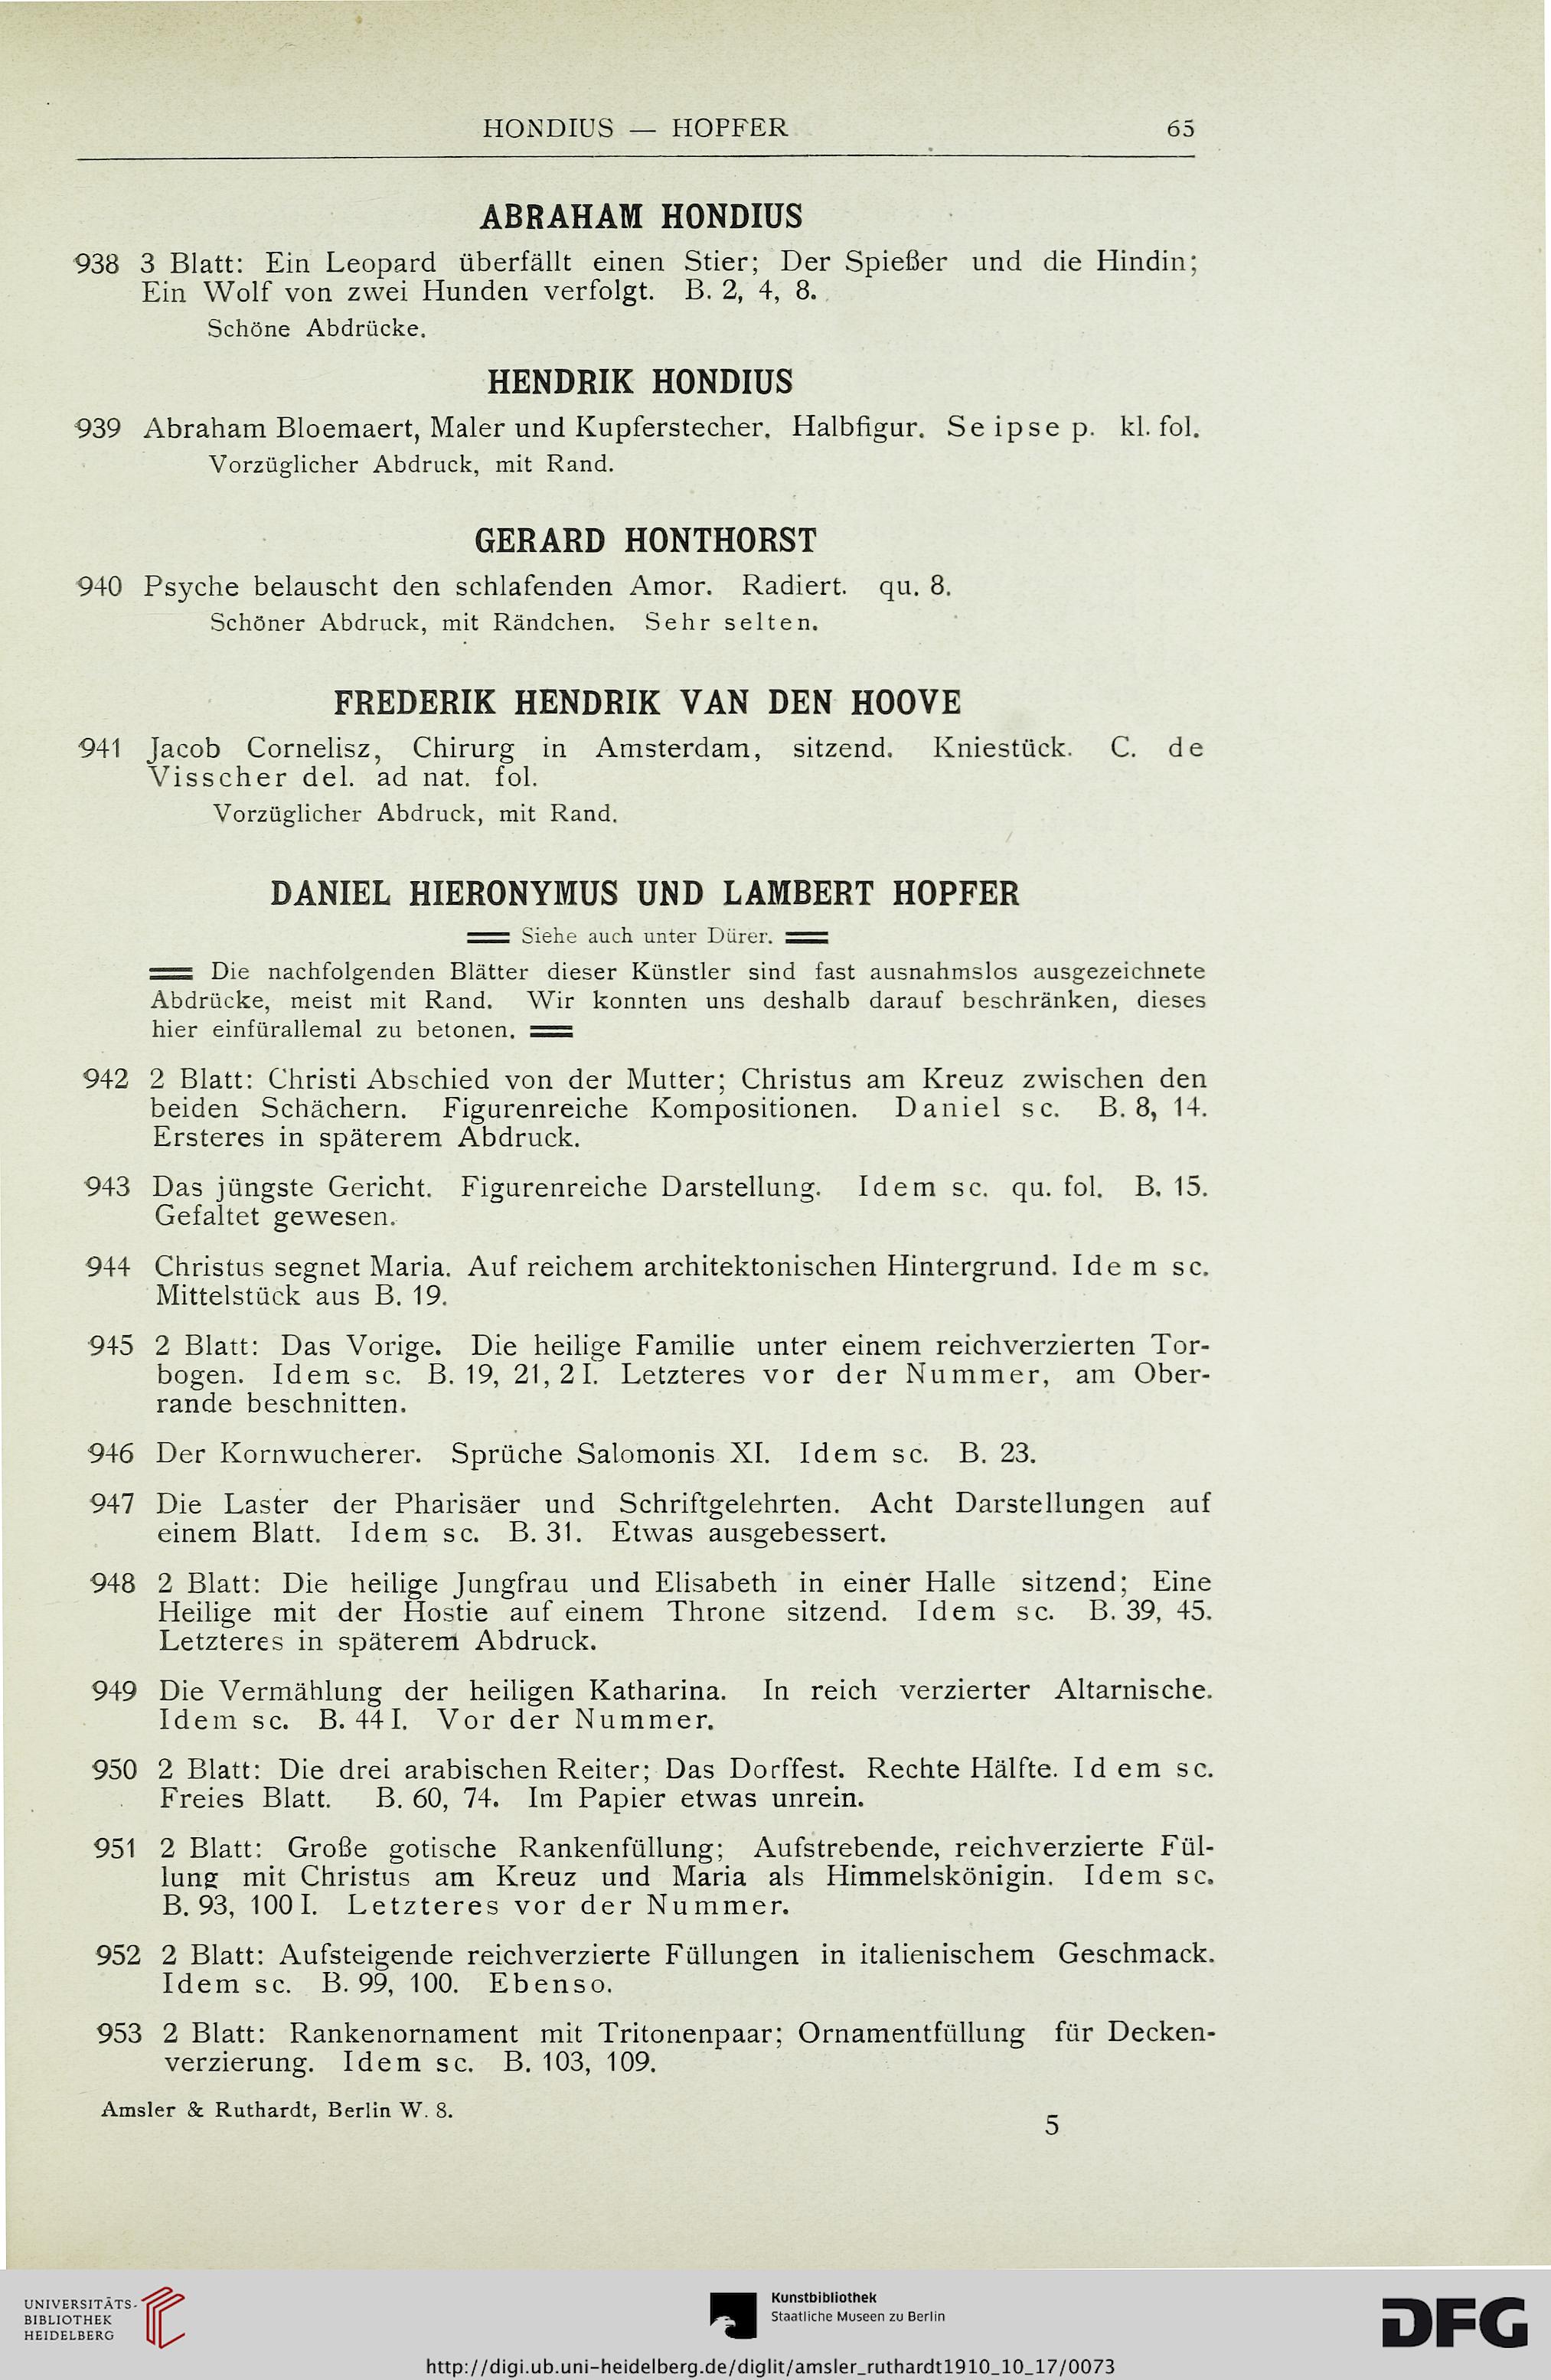 HONDIUS — HOPFER 65
ABRAHAM HONDIUS
938 3 Blatt: Ein Leopard überfällt einen Stier; Der Spießer und die Hindin;
Ein Wolf von zwei Hunden verfolgt. B. 2, 4, 8.
Schöne Abdrücke.
HENDRIK HONDIUS
939 Abraham Bloemaert, Maler und Kupferstecher. Halbfigur. Se ipse p. kl. fol.
Vorzüglicher Abdruck, mit Rand.
GERARD HONTHORST
940 Psyche belauscht den schlafenden Amor. Radiert. qu. 8.
Schöner Abdruck, mit Rändchen. Sehr selten.
FREDERIK HENDRIK VAN DEN HOOVE
941 Jacob Cornelisz, Chirurg in Amsterdam, sitzend. Kniestück. C. de
Visscher del. ad nat. fol.
Vorzüglicher Abdruck, mit Rand.
DANIEL HIERONYMUS UND LAMBERT HOPFER
Siehe auch unter Dürer.
Die nachfolgenden Blätter dieser Künstler sind fast ausnahmslos ausgezeichnete
Abdrücke, meist mit Rand. Wir konnten uns deshalb darauf beschränken, dieses
hier einfürallemal zu betonen.
942 2 Blatt: Christi Abschied von der Mutter; Christus am Kreuz zwischen den
beiden Schächern. Figurenreiche Kompositionen. Daniel sc. B. 8, 14.
Ersteres in späterem Abdruck.
943 Das jüngste Gericht. Figurenreiche Darstellung. Idem sc. qu. fol. B. 15.
Gefaltet gewesen.
944 Christus segnet Maria. Auf reichem architektonischen Hintergrund. Idem sc.
Mittelstück aus B. 19.
945 2 Blatt: Das Vorige. Die heilige Familie unter einem reichverzierten Tor-
bogen. Idem sc. B. 19, 21, 2 I. Letzteres vor der Nummer, am Ober-
rande beschnitten.
946 Der Kornwucherer. Sprüche Salomonis XI. Idem sc. B. 23.
947 Die Laster der Pharisäer und Schriftgelehrten. Acht Darstellungen auf
einem Blatt. Idem sc. B. 31. Etwas ausgebessert.
948 2 Blatt: Die heilige Jungfrau und Elisabeth in einer Halle sitzend; Eine
Heilige mit der Hostie auf einem Throne sitzend. Idem sc. B. 39, 45.
Letzteres in späterem Abdruck.
949 Die Vermählung der heiligen Katharina. In reich verzierter Altarnische.
Idem sc. B. 44 I. Vor der Nummer.
950 2 Blatt: Die drei arabischen Reiter; Das Dorffest. Rechte Hälfte. Idem sc.
Freies Blatt. B. 60, 74. Im Papier etwas unrein.
951 2 Blatt: Große gotische Rankenfüllung; Aufstrebende, reichverzierte Fül-
lung mit Christus am Kreuz und Maria als Himmelskönigin. Idem sc.
B. 93, 100 I. Letzteres vor der Nummer.
952 2 Blatt: Aufsteigende reichverzierte Füllungen in italienischem Geschmack.
Idem sc. B. 99, 100. Ebenso.
953 2 Blatt: Rankenornament mit Tritonenpaar; Ornamentfüllung für Decken-
verzierung. Idem sc. B. 103, 109.
Amsler & Ruthardt, Berlin W. 8.
5
UNIVERSITÄTS-
BIBLIOTHEK
HEIDELBERG
Kunstbibliothek
Staatliche Museen zu Berlin
DFG
http://digi.ub.uni-heidelberg.de/diglit/amsler_ruthardt1910_10_17/0073